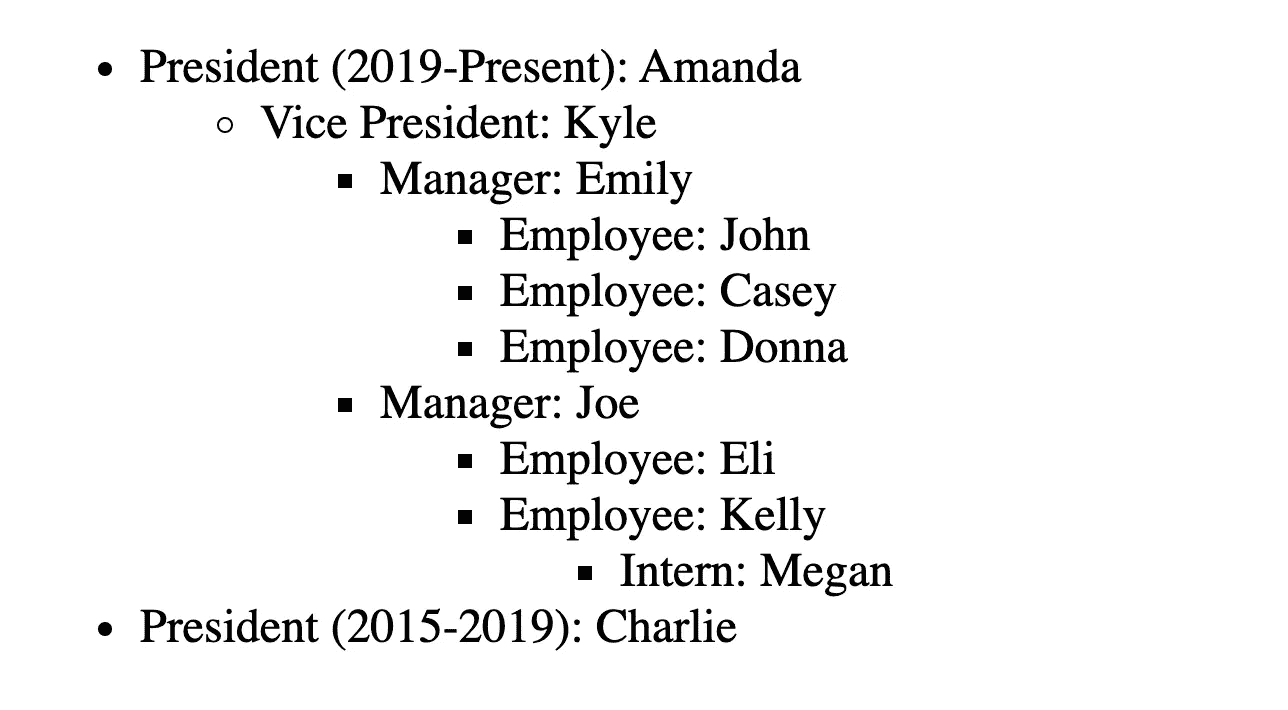 President (2019-Present): Amanda
Vice President: Kyle
Manager: Emily
Employee: John
Employee: Casey
Employee: Donna
Manager: Joe
Employee: Eli
Employee: Kelly
Intern: Megan
President (2015-2019): Charlie